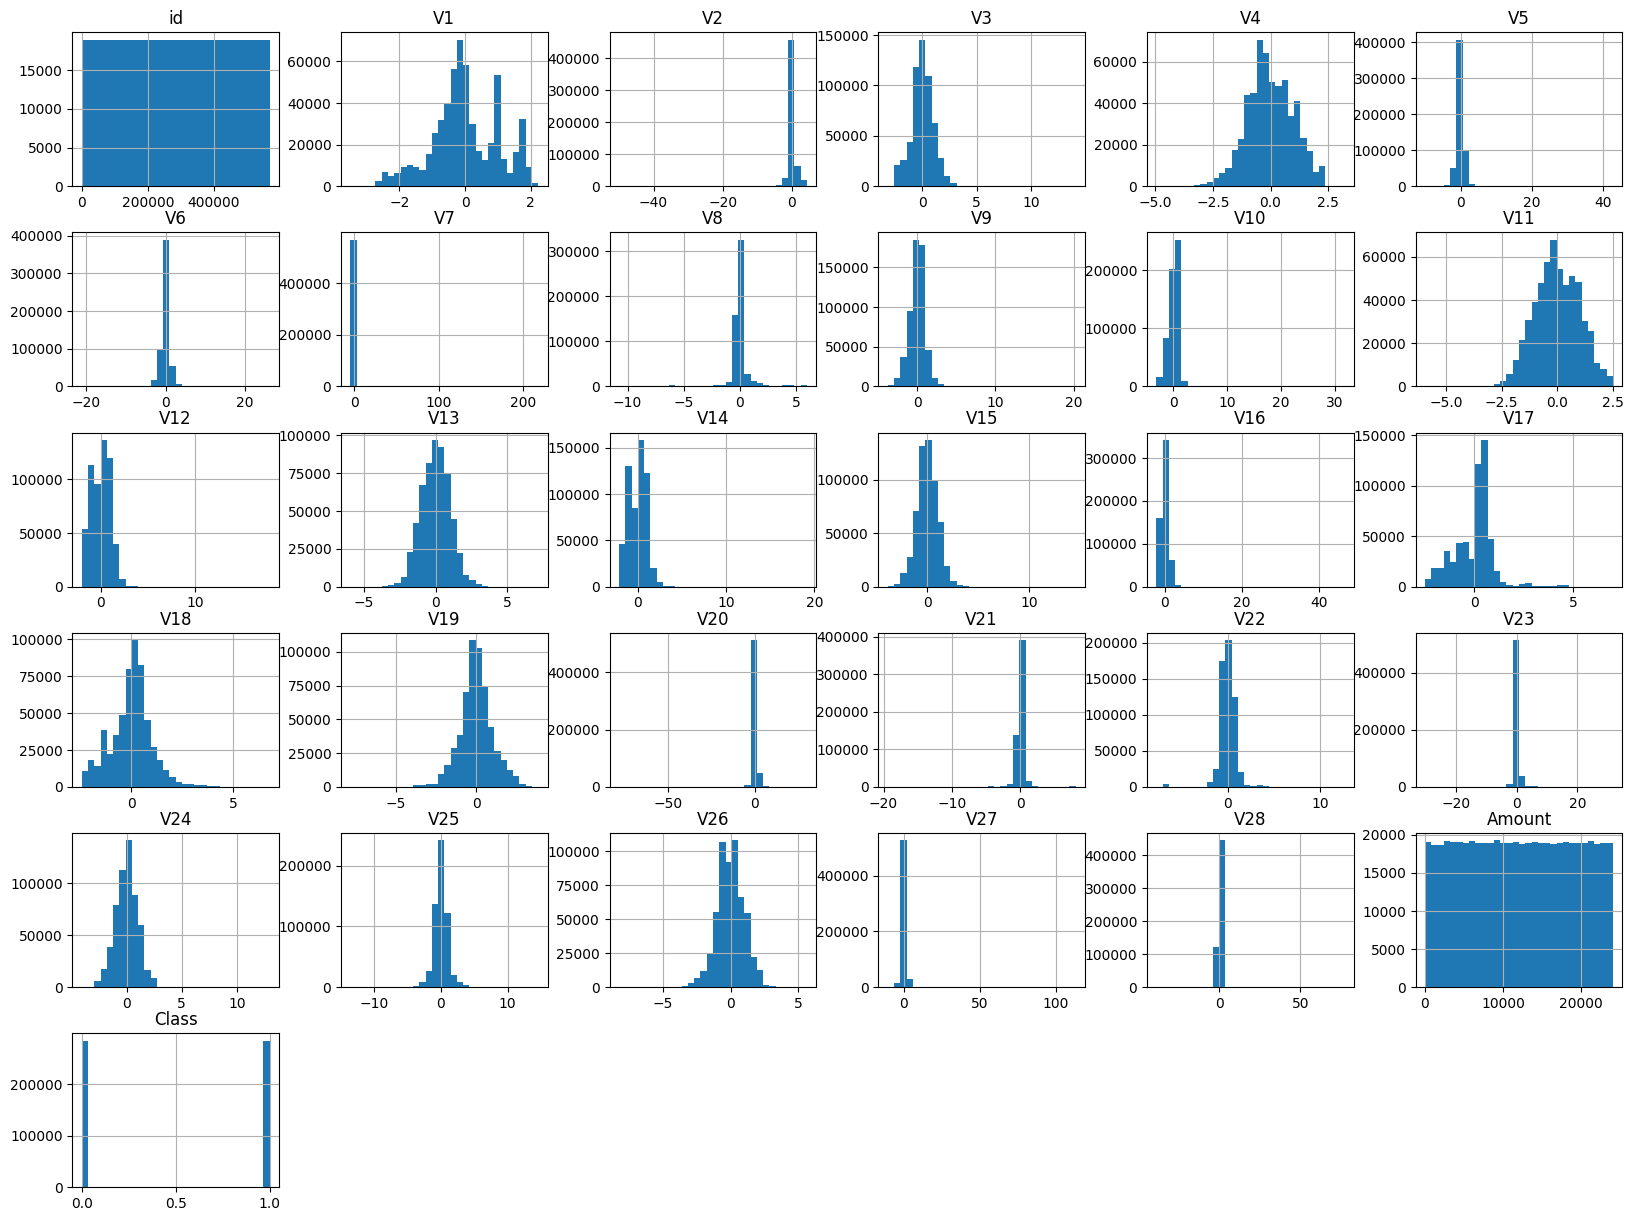 id
15000
10000
5000
0
0 200000 400000
V1
60000
40000
20000
0
−2 0 2
V2
400000
300000
200000
100000
0
−40 −20 0
V3
150000
100000
50000
0
0 5 10
V4
60000
40000
20000
0
−5.0 −2.5 0.0 2.5
V5
400000
300000
200000
100000
0
0 20 40
V6
400000
300000
200000
100000
0
−20 0 20
V7
400000
200000
0
0 100 200
V8
300000
200000
100000
0
−10 −5 0 5
V9
150000
100000
50000
0
0 10 20
V10
200000
100000
0
0 10 20 30
V11
60000
40000
20000
0
−5.0 −2.5 0.0 2.5
V12
100000
50000
0
0 10
V13
100000
75000
50000
25000
0
−5 0 5
V14
150000
100000
50000
0
0 10 20
V15
100000
50000
0
0 10
V16
300000
200000
100000
0
0 20 40
V17
150000
100000
50000
0
0 5
V18
100000
75000
50000
25000
0
0 5
V19
100000
75000
50000
25000
0
−5 0
V20
400000
200000
0
−50 0
V21
400000
300000
200000
100000
0
−20 −10 0
V22
200000
150000
100000
50000
0
0 10
V23
400000
200000
0
−20 0 20
V24
100000
50000
0
0 5 10
V25
200000
100000
0
−10 0 10
V26
100000
75000
50000
25000
0
−5 0 5
V27
400000
200000
0
0 50 100
V28
400000
300000
200000
100000
0
0 50
Amount
20000
15000
10000
5000
0
0 10000 20000
Class
200000
100000
0
0.0 0.5 1.0